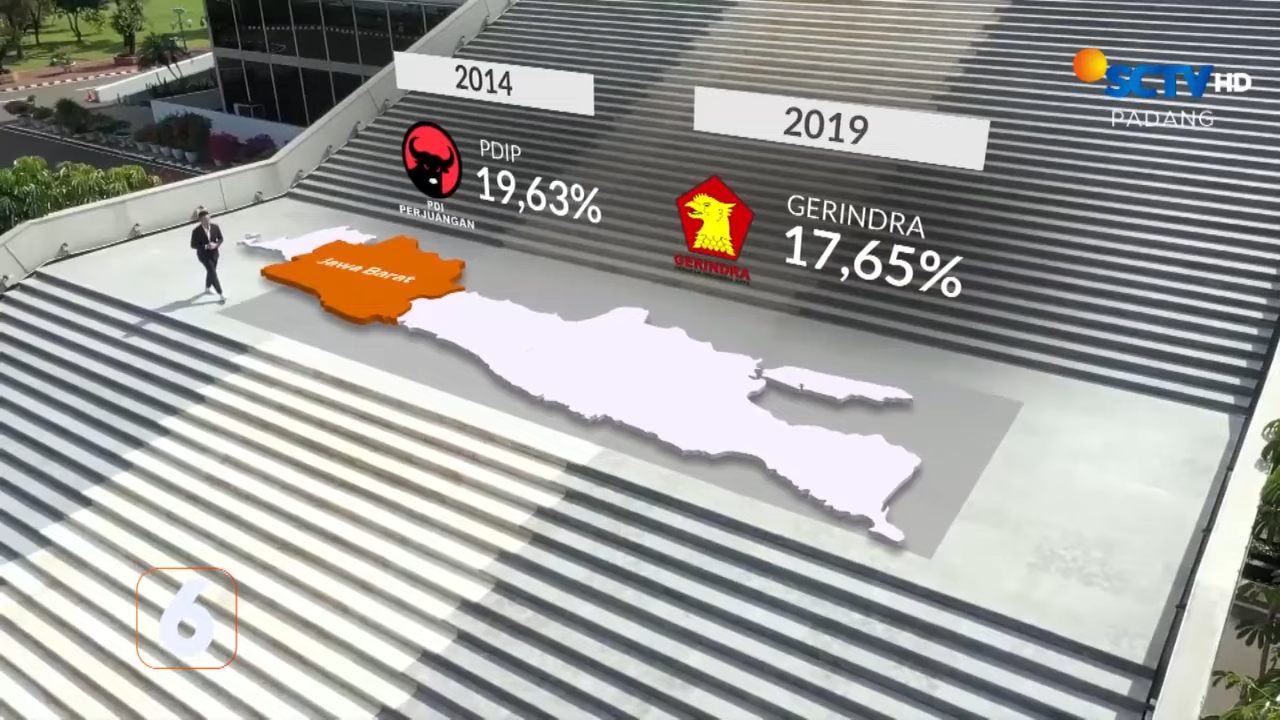 SCTV HD
PADANG
2014
PDIP
19,63%
PDI
PERJUANGAN
2019
GERINDRA
17,65%
GERINDRA
Jawa Barat
6